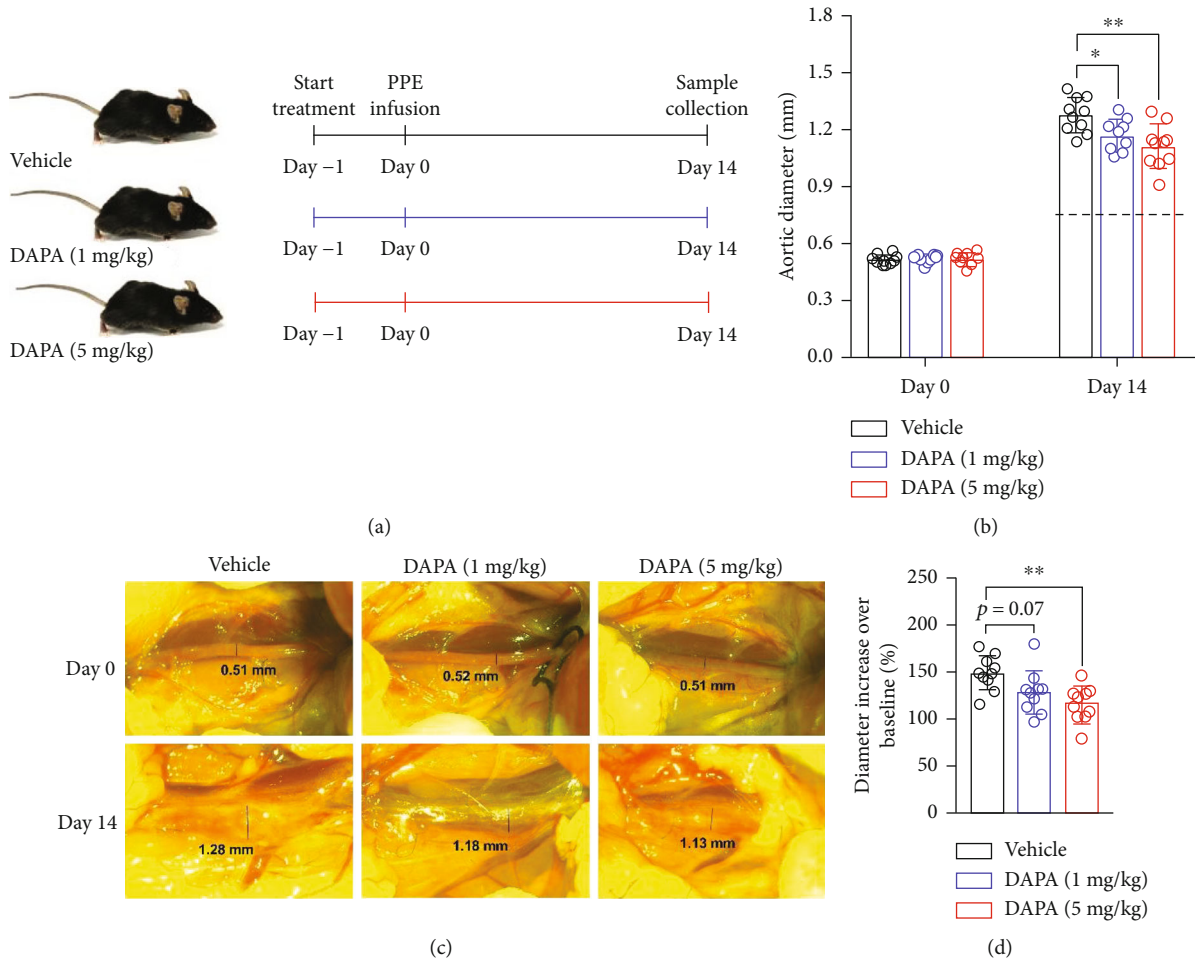 Start
treatment
PPE
infusion
Sample
collection
Vehicle
Day −1
Day 0
Day 14
DAPA (1 mg/kg)
Day −1
Day 0
Day 14
DAPA (5 mg/kg)
Day −1
Day 0
Day 14
(a)
Aortic diameter (mm)
1.8
1.5
1.2
0.9
0.6
0.3
0.0
*
**
Day 0
Day 14
Vehicle
DAPA (1 mg/kg)
DAPA (5 mg/kg)
(b)
Vehicle
DAPA (1 mg/kg)
DAPA (5 mg/kg)
Day 0
0.51 mm
0.52 mm
0.51 mm
Day 14
1.28 mm
1.18 mm
1.13 mm
(c)
Diameter increase over
baseline (%)
250
200
150
100
50
0
p = 0.07
**
Vehicle
DAPA (1 mg/kg)
DAPA (5 mg/kg)
(d)